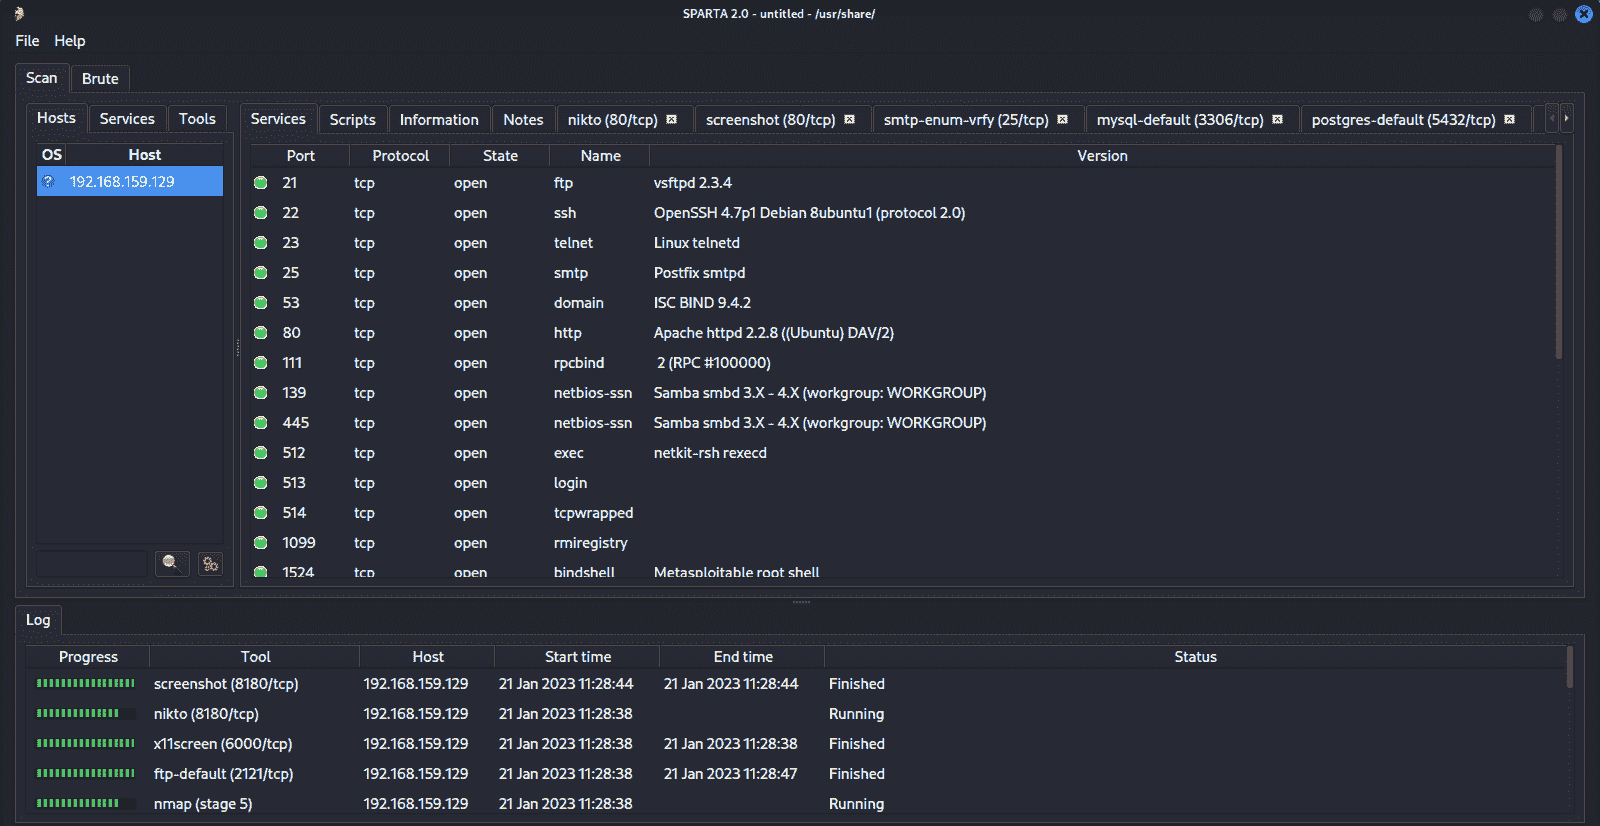 SPARTA 2.0 - untitled - /usr/share/
File Help
Scan Brute
Hosts Services Tools
Services Scripts Information Notes nikto (80/tcp) screenshot (80/tcp) smtp-enum-vrfy (25/tcp) mysql-default (3306/tcp) postgres-default (5432/tcp)
OS Host
192.168.159.129
Port Protocol State Name Version
21 tcp open ftp vsftpd 2.3.4
22 tcp open ssh OpenSSH 4.7p1 Debian 8ubuntu1 (protocol 2.0)
23 tcp open telnet Linux telnetd
25 tcp open smtp Postfix smtpd
53 tcp open domain ISC BIND 9.4.2
80 tcp open http Apache httpd 2.2.8 ((Ubuntu) DAV/2)
111 tcp open rpcbind 2 (RPC #100000)
139 tcp open netbios-ssn Samba smbd 3.X - 4.X (workgroup: WORKGROUP)
445 tcp open netbios-ssn Samba smbd 3.X - 4.X (workgroup: WORKGROUP)
512 tcp open exec netkit-rsh rexecd
513 tcp open login
514 tcp open tcpwrapped
1099 tcp open rmiregistry
1524 tcp open bindshell Metasploitable root shell
Log
Progress Tool Host Start time End time Status
screenshot (8180/tcp) 192.168.159.129 21 Jan 2023 11:28:44 21 Jan 2023 11:28:44 Finished
nikto (8180/tcp) 192.168.159.129 21 Jan 2023 11:28:38 Running
x11screen (6000/tcp) 192.168.159.129 21 Jan 2023 11:28:38 21 Jan 2023 11:28:38 Finished
ftp-default (2121/tcp) 192.168.159.129 21 Jan 2023 11:28:38 21 Jan 2023 11:28:47 Finished
nmap (stage 5) 192.168.159.129 21 Jan 2023 11:28:38 Running